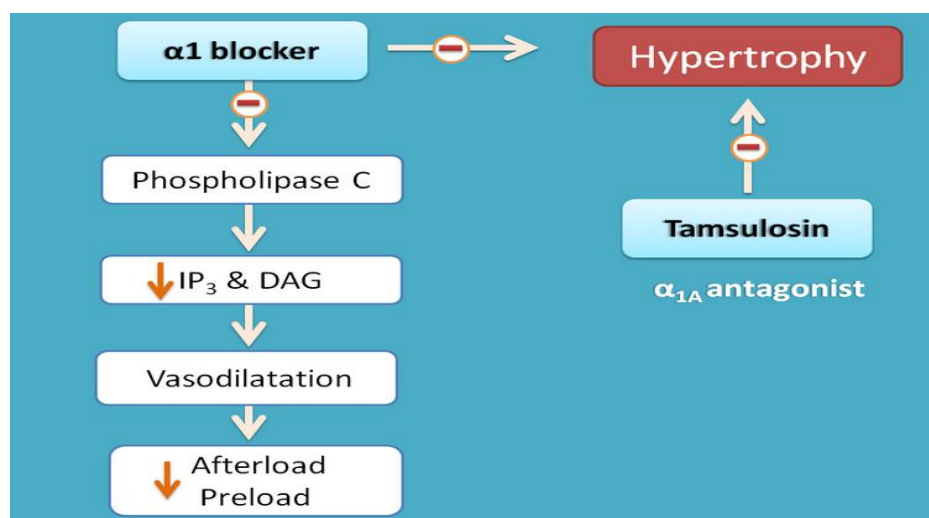 α1 blocker
Hypertrophy
Phospholipase C
IP₃ & DAG
Vasodilatation
Afterload
Preload
Tamsulosin
α₁A antagonist